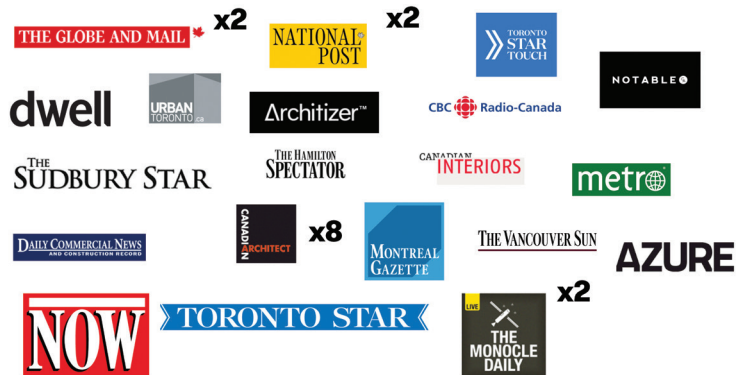 THE GLOBE AND MAIL
x2
NATIONAL
POST
x2
TORONTO
STAR
TOUCH
NOTABLE
dwell
URBAN
TORONTO.ca
Architizer™
CBC Radio-Canada
THE
SUDBURY STAR
THE HAMILTON
SPECTATOR
CANADIAN
INTERIORS
metro
DAILY COMMERCIAL NEWS
AND CONSTRUCTION RECORD
CANADIAN
ARCHITECT
x8
MONTREAL
GAZETTE
THE VANCOUVER SUN
AZURE
NOW
TORONTO STAR
LIVE
THE
MONOCLE
DAILY
x2